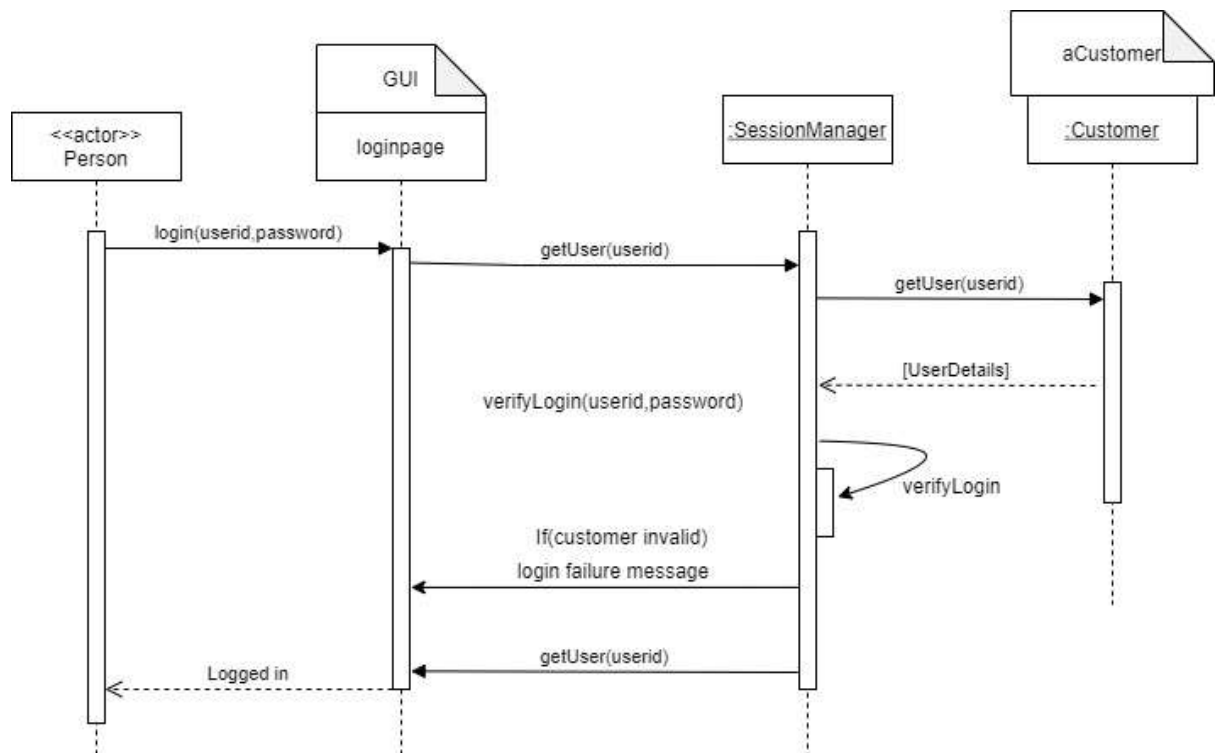 aCustomer
GUI
<<actor>>
Person
loginpage
:SessionManager
:Customer
login(userid,password)
getUser(userid)
getUser(userid)
[UserDetails]
verifyLogin(userid,password)
verifyLogin
If(customer invalid)
login failure message
getUser(userid)
Logged in